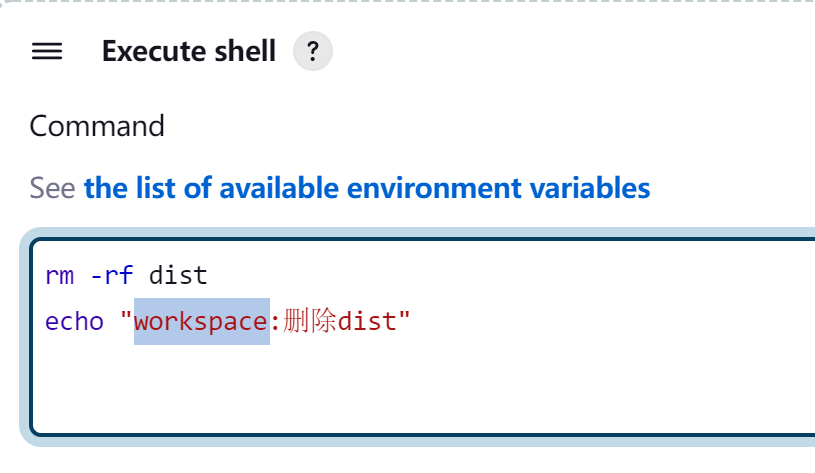 Execute shell ?
Command
See the list of available environment variables
rm -rf dist
echo "workspace:删除dist"